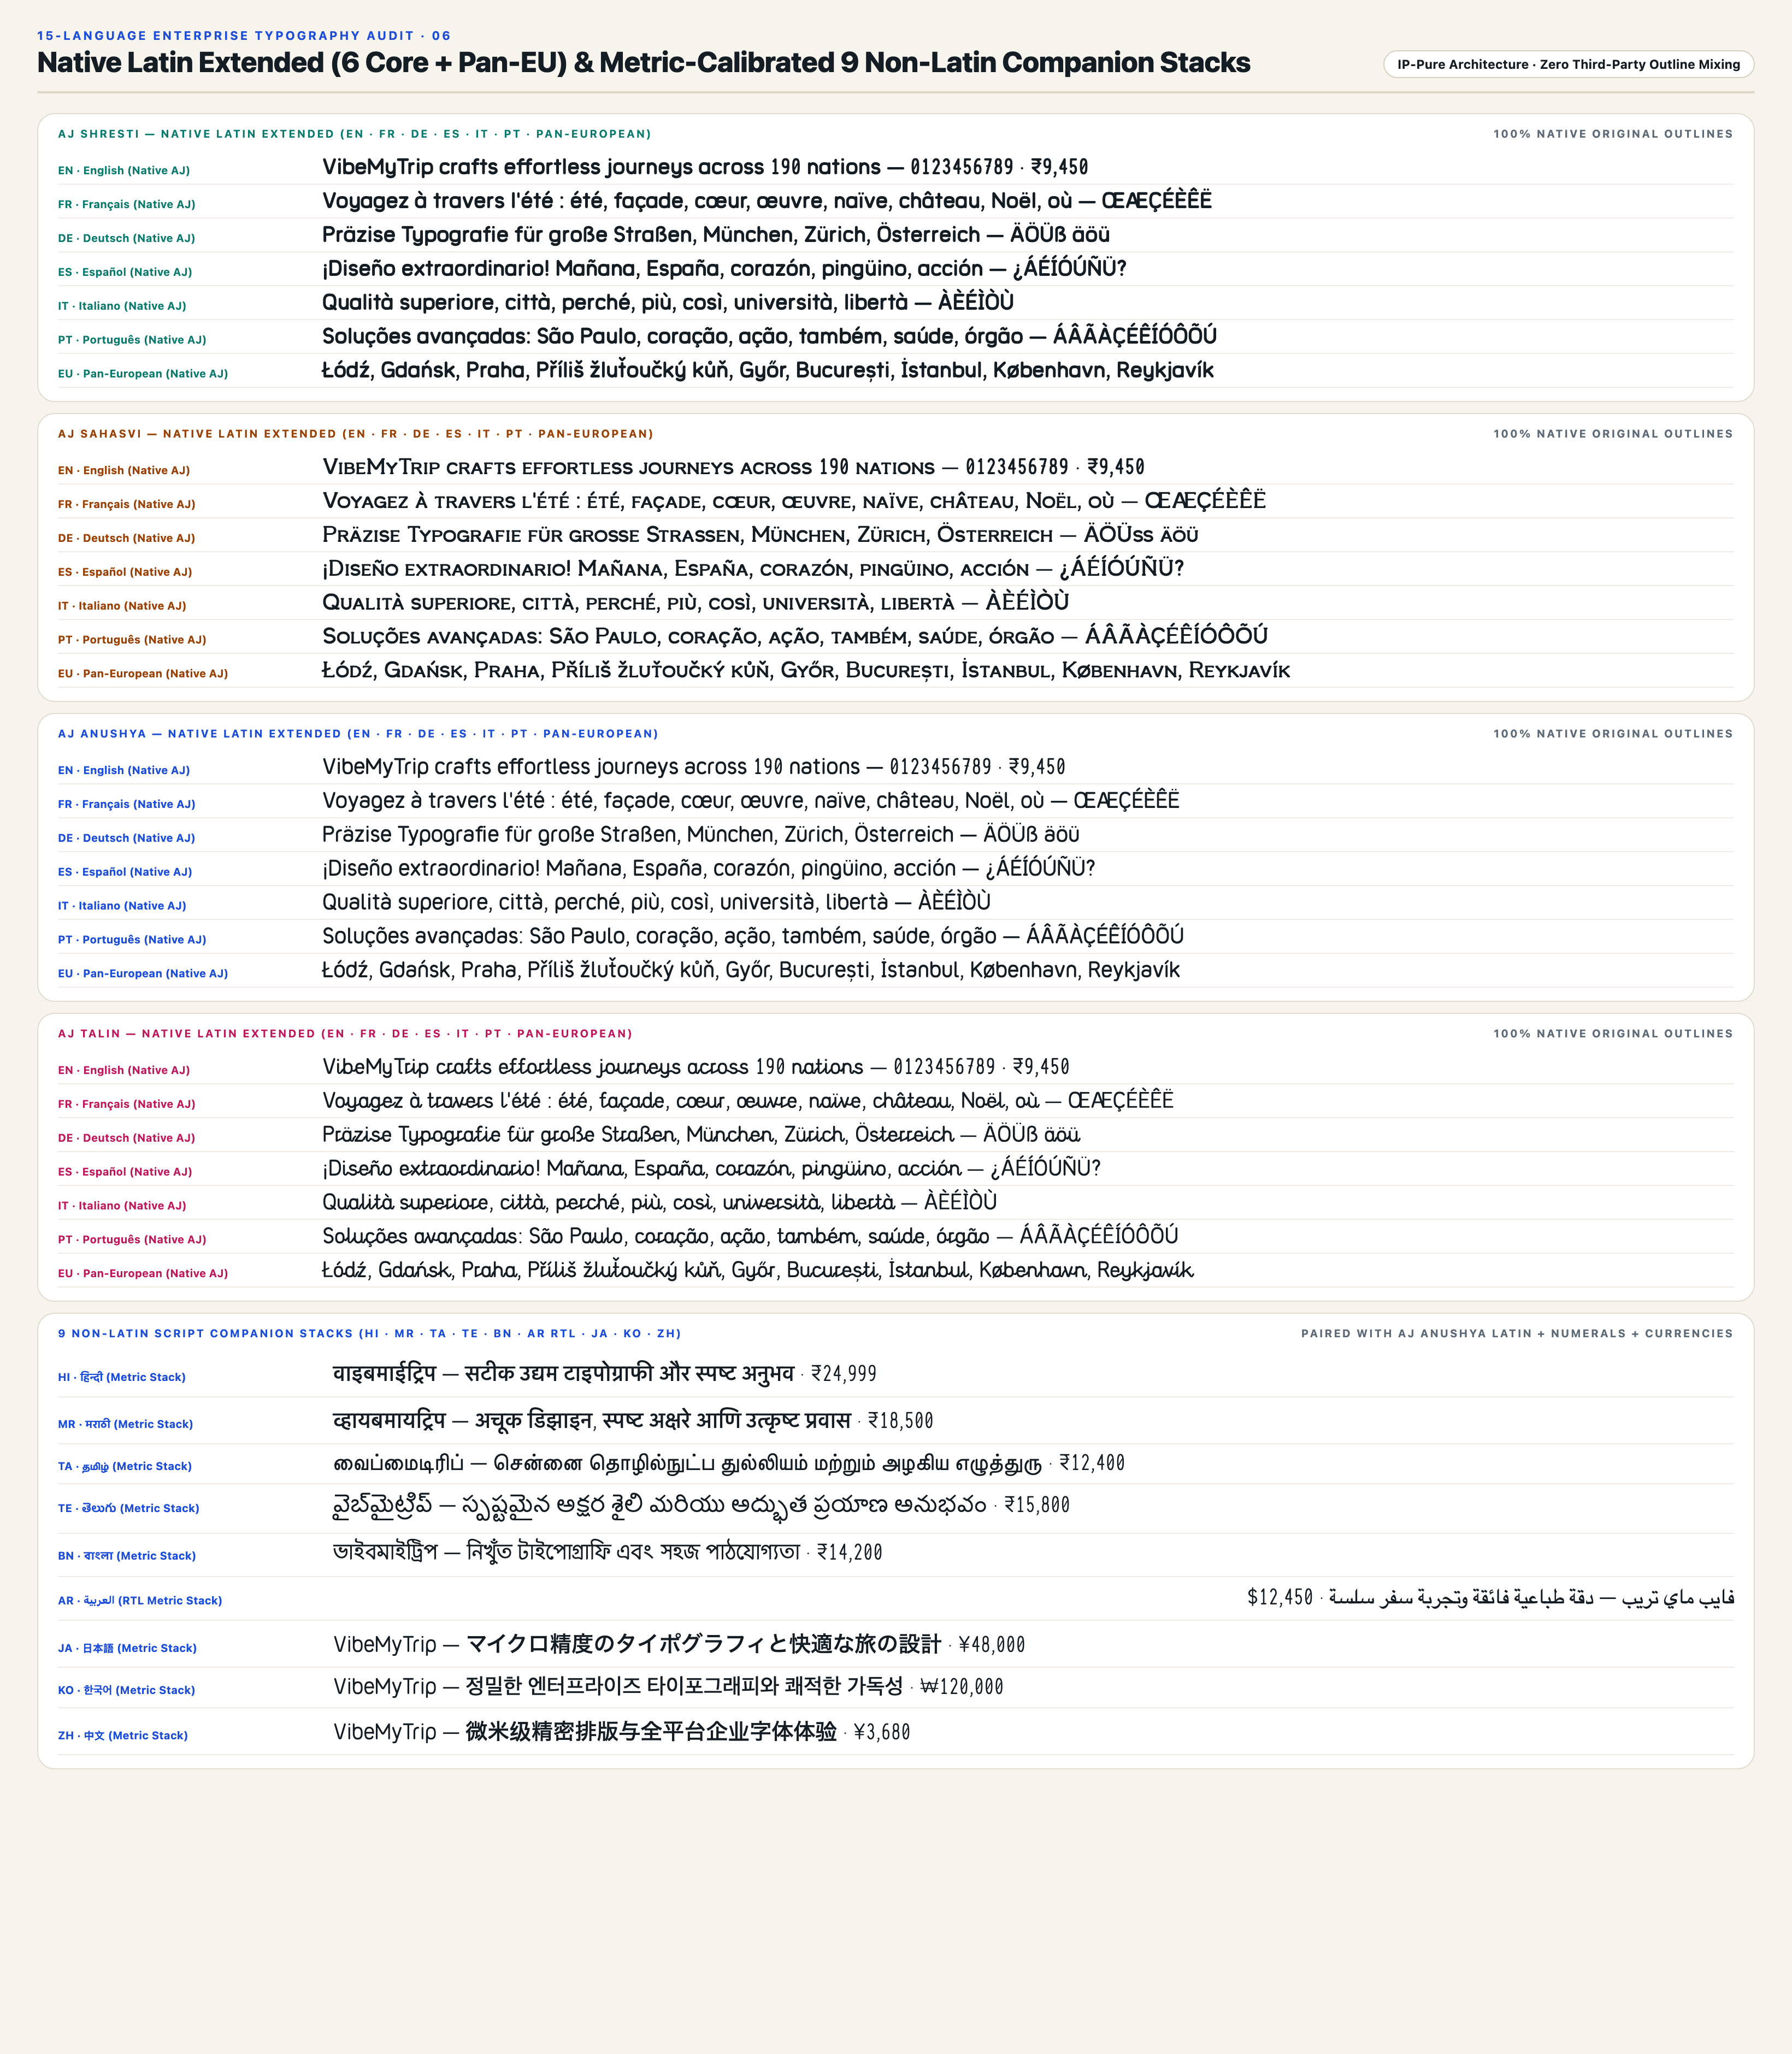 15-LANGUAGE ENTERPRISE TYPOGRAPHY AUDIT · 06
Native Latin Extended (6 Core + Pan-EU) & Metric-Calibrated 9 Non-Latin Companion Stacks
IP-Pure Architecture · Zero Third-Party Outline Mixing
AJ SHRESTI — NATIVE LATIN EXTENDED (EN · FR · DE · ES · IT · PT · PAN-EUROPEAN)
100% NATIVE ORIGINAL OUTLINES
EN · English (Native AJ) VibeMyTrip crafts effortless journeys across 190 nations — 0123456789 · ₹9,450
FR · Français (Native AJ) Voyagez à travers l'été : été, façade, cœur, œuvre, naïve, château, Noël, où — ŒÆÇÉÈÊË
DE · Deutsch (Native AJ) Präzise Typografie für große Straßen, München, Zürich, Österreich — ÄÖÜß äöü
ES · Español (Native AJ) ¡Diseño extraordinario! Mañana, España, corazón, pingüino, acción — ¿ÁÉÍÓÚÑÜ?
IT · Italiano (Native AJ) Qualità superiore, città, perché, più, così, università, libertà — ÀÈÉÌÒÙ
PT · Português (Native AJ) Soluções avançadas: São Paulo, coração, ação, também, saúde, órgão — ÁÂÃÀÇÉÊÍÓÔÕÚ
EU · Pan-European (Native AJ) Łódź, Gdańsk, Praha, Příliš žluťoučký kůň, Győr, București, İstanbul, København, Reykjavík
AJ SAHASVI — NATIVE LATIN EXTENDED (EN · FR · DE · ES · IT · PT · PAN-EUROPEAN)
100% NATIVE ORIGINAL OUTLINES
EN · English (Native AJ) VibeMyTrip crafts effortless journeys across 190 nations — 0123456789 · ₹9,450
FR · Français (Native AJ) Voyagez à travers l'été : été, façade, cœur, œuvre, naïve, château, Noël, où — ŒÆÇÉÈÊË
DE · Deutsch (Native AJ) Präzise Typografie für grosse Strassen, München, Zürich, Österreich — ÄÖÜss äöü
ES · Español (Native AJ) ¡Diseño extraordinario! Mañana, España, corazón, pingüino, acción — ¿ÁÉÍÓÚÑÜ?
IT · Italiano (Native AJ) Qualità superiore, città, perché, più, così, università, libertà — ÀÈÉÌÒÙ
PT · Português (Native AJ) Soluções avançadas: São Paulo, coração, ação, também, saúde, órgão — ÁÂÃÀÇÉÊÍÓÔÕÚ
EU · Pan-European (Native AJ) Łódź, Gdańsk, Praha, Příliš žluťoučký kůň, Győr, București, İstanbul, København, Reykjavík
AJ ANUSHYA — NATIVE LATIN EXTENDED (EN · FR · DE · ES · IT · PT · PAN-EUROPEAN)
100% NATIVE ORIGINAL OUTLINES
EN · English (Native AJ) VibeMyTrip crafts effortless journeys across 190 nations — 0123456789 · ₹9,450
FR · Français (Native AJ) Voyagez à travers l'été : été, façade, cœur, œuvre, naïve, château, Noël, où — ŒÆÇÉÈÊË
DE · Deutsch (Native AJ) Präzise Typografie für große Straßen, München, Zürich, Österreich — ÄÖÜß äöü
ES · Español (Native AJ) ¡Diseño extraordinario! Mañana, España, corazón, pingüino, acción — ¿ÁÉÍÓÚÑÜ?
IT · Italiano (Native AJ) Qualità superiore, città, perché, più, così, università, libertà — ÀÈÉÌÒÙ
PT · Português (Native AJ) Soluções avançadas: São Paulo, coração, ação, também, saúde, órgão — ÁÂÃÀÇÉÊÍÓÔÕÚ
EU · Pan-European (Native AJ) Łódź, Gdańsk, Praha, Příliš žluťoučký kůň, Győr, București, İstanbul, København, Reykjavík
AJ TALIN — NATIVE LATIN EXTENDED (EN · FR · DE · ES · IT · PT · PAN-EUROPEAN)
100% NATIVE ORIGINAL OUTLINES
EN · English (Native AJ) VibeMyTrip crafts effortless journeys across 190 nations — 0123456789 · ₹9,450
FR · Français (Native AJ) Voyagez à travers l'été : été, façade, cœur, œuvre, naïve, château, Noël, où — ŒÆÇÉÈÊË
DE · Deutsch (Native AJ) Präzise Typografie für große Straßen, München, Zürich, Österreich — ÄÖÜß äöü
ES · Español (Native AJ) ¡Diseño extraordinario! Mañana, España, corazón, pingüino, acción — ¿ÁÉÍÓÚÑÜ?
IT · Italiano (Native AJ) Qualità superiore, città, perché, più, così, università, libertà — ÀÈÉÌÒÙ
PT · Português (Native AJ) Soluções avançadas: São Paulo, coração, ação, também, saúde, órgão — ÁÂÃÀÇÉÊÍÓÔÕÚ
EU · Pan-European (Native AJ) Łódź, Gdańsk, Praha, Příliš žluťoučký kůň, Győr, București, İstanbul, København, Reykjavík
9 NON-LATIN SCRIPT COMPANION STACKS (HI · MR · TA · TE · BN · AR RTL · JA · KO · ZH)
PAIRED WITH AJ ANUSHYA LATIN + NUMERALS + CURRENCIES
HI · हिन्दी (Metric Stack) वाइबमाईट्रिप — सटीक उद्यम टाइपोग्राफी और स्पष्ट अनुभव · ₹24,999
MR · मराठी (Metric Stack) व्हायबमायट्रिप — अचूक डिझाइन, स्पष्ट अक्षरे आणि उत्कृष्ट प्रवास · ₹18,500
TA · தமிழ் (Metric Stack) வைப்மைடிரிப் — சென்னை தொழில்நுட்ப துல்லியம் மற்றும் அழகிய எழுத்துரு · ₹12,400
TE · తెలుగు (Metric Stack) వైబ్‌మైట్రిప్ — స్పష్టమైన అక్షర శైలి మరియు అద్భుత ప్రయాణ అనుభవం · ₹15,800
BN · বাংলা (Metric Stack) ভাইবমাইট্রিপ — নিখুঁত টাইপোগ্রাফি এবং সহজ পাঠযোগ্যতা · ₹14,200
AR · العربية (RTL Metric Stack) فايب ماي تريب — دقة طباعية فائقة وتجربة سفر سلسة · $12,450
JA · 日本語 (Metric Stack) VibeMyTrip — マイクロ精度のタイポグラフィと快適な旅の設計 · ¥48,000
KO · 한국어 (Metric Stack) VibeMyTrip — 정밀한 엔터프라이즈 타이포그래피와 쾌적한 가독성 · ₩120,000
ZH · 中文 (Metric Stack) VibeMyTrip — 微米级精密排版与全平台企业字体体验 · ¥3,680